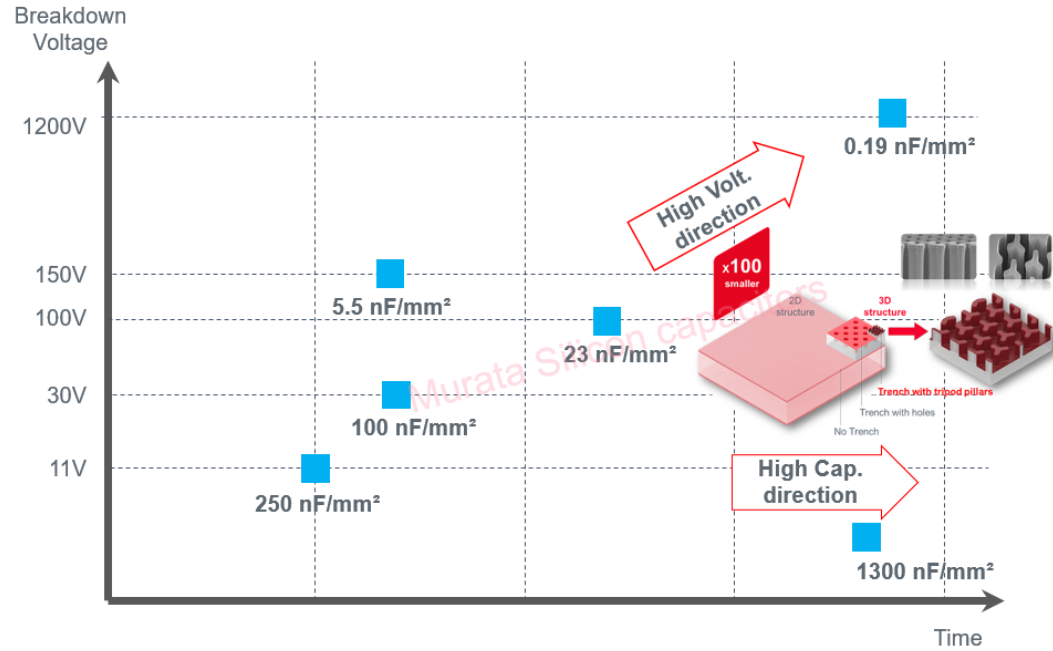 Breakdown
Voltage
1200V
0.19 nF/mm²
High Volt.
direction
150V
5.5 nF/mm²
x100
smaller
2D
structure
3D
structure
100V
23 nF/mm²
Murata Silicon capacitors
30V
100 nF/mm²
Trench with tripod pillars
Trench with holes
No Trench
11V
250 nF/mm²
High Cap.
direction
1300 nF/mm²
Time